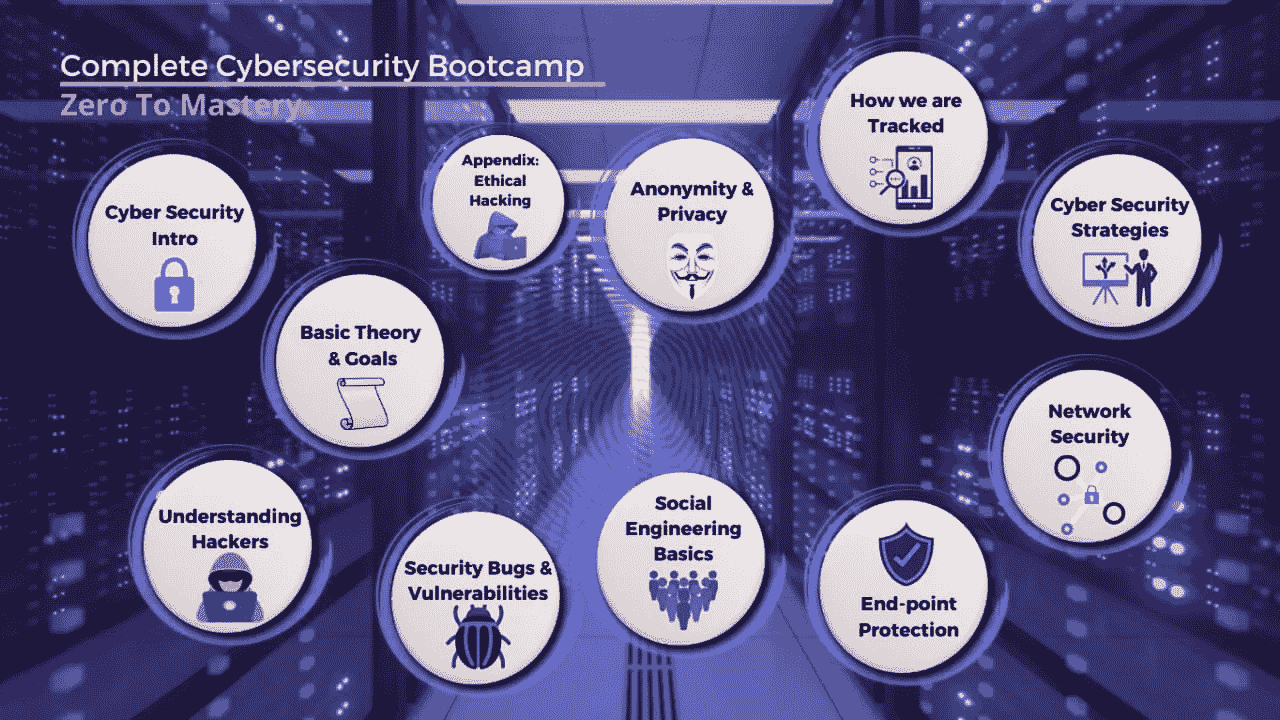 Complete Cybersecurity Bootcamp
Zero To Mastery
Cyber Security
Intro
Basic Theory
& Goals
Understanding
Hackers
Security Bugs &
Vulnerabilities
Social
Engineering
Basics
End-point
Protection
Network
Security
Cyber Security
Strategies
How we are
Tracked
Anonymity &
Privacy
Appendix:
Ethical
Hacking